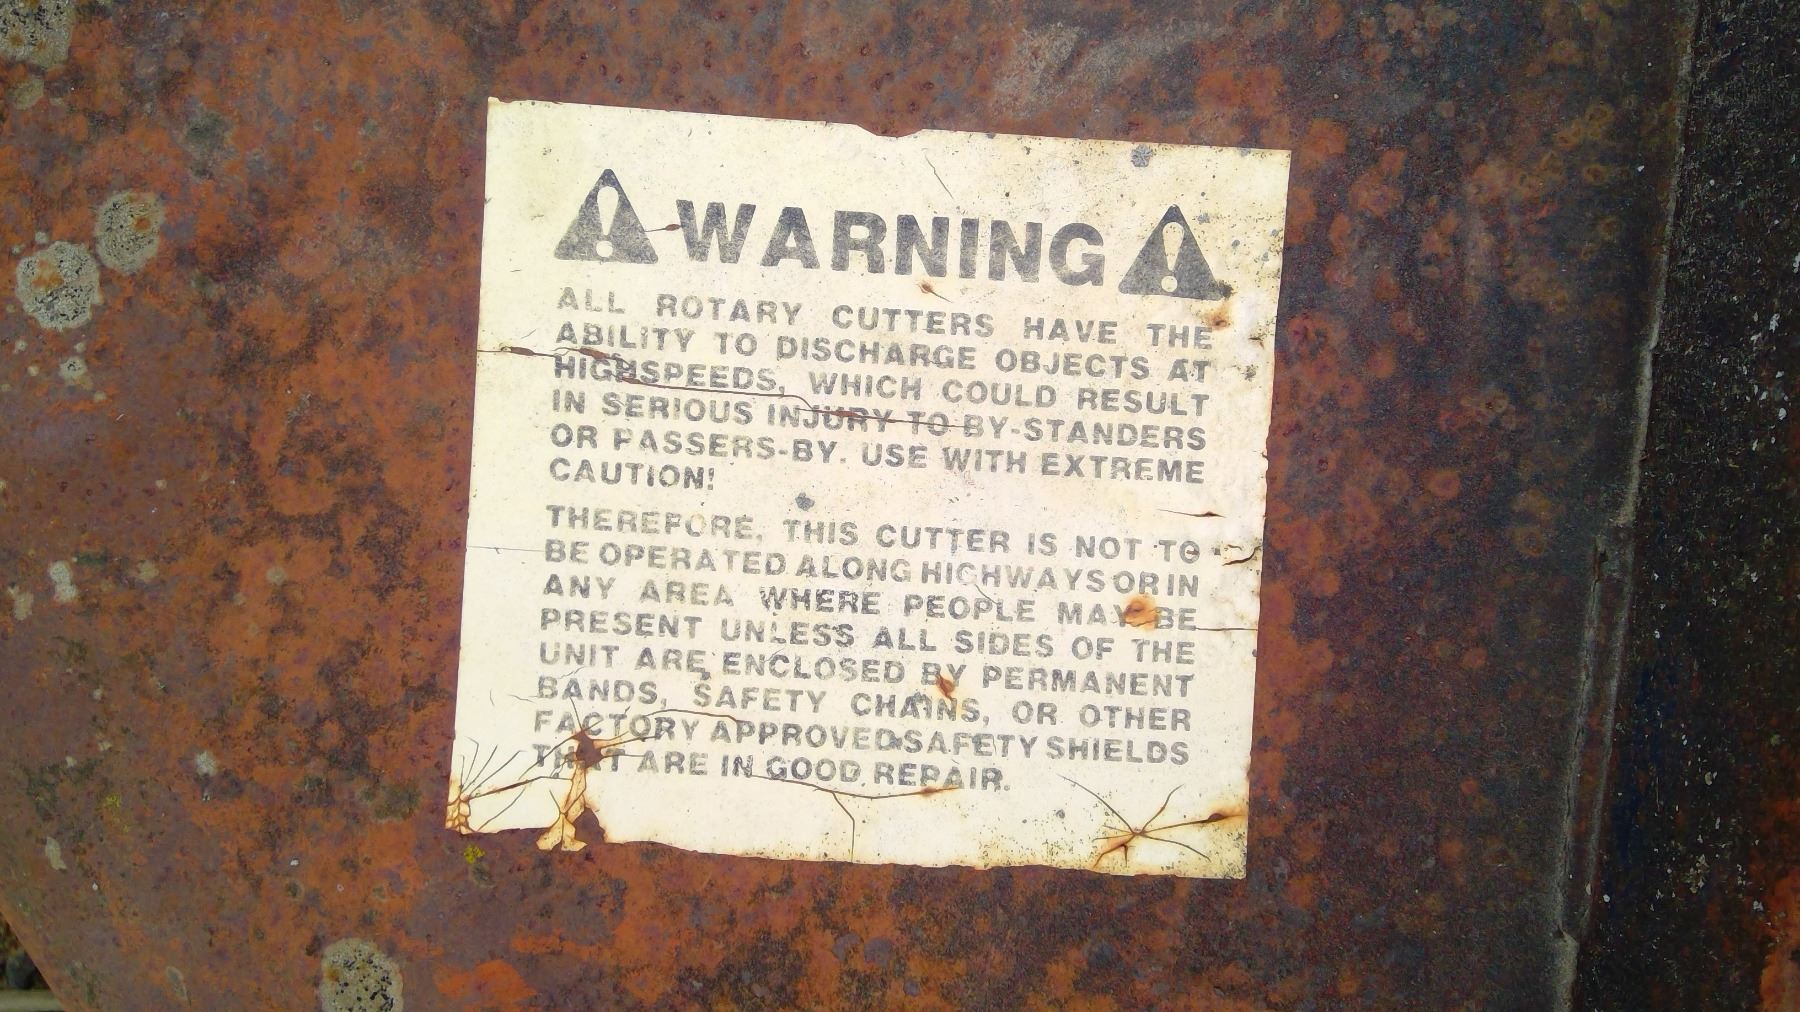 WARNING
ALL ROTARY CUTTERS HAVE THE
ABILITY TO DISCHARGE OBJECTS AT
HIGHSPEEDS, WHICH COULD RESULT
IN SERIOUS INJURY TO BY-STANDERS
OR PASSERS-BY. USE WITH EXTREME
CAUTION!
THEREFORE, THIS CUTTER IS NOT TO
BE OPERATED ALONG HIGHWAYS OR IN
ANY AREA WHERE PEOPLE MAY BE
PRESENT UNLESS ALL SIDES OF THE
UNIT ARE ENCLOSED BY PERMANENT
BANDS, SAFETY CHAINS, OR OTHER
FACTORY APPROVED SAFETY SHIELDS
THAT ARE IN GOOD REPAIR.